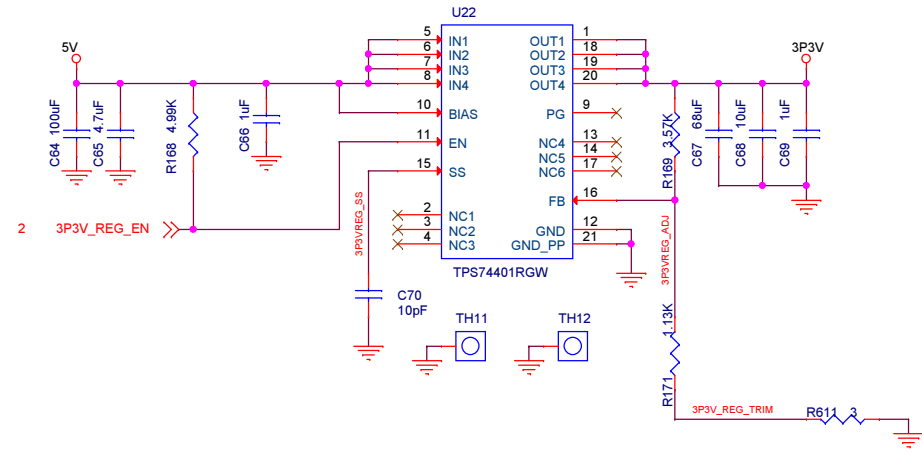 U22
5V
3P3V
5
6
7
8
IN1
IN2
IN3
IN4
OUT1
OUT2
OUT3
OUT4
1
18
19
20
C64 100uF
C65 4.7uF
R168 4.99K
C66 1uF
10
BIAS
PG
9
11
EN
NC4
NC5
NC6
13
14
17
15
SS
FB
16
R169 3.57K
C67 68uF
C68 10uF
C69 1uF
2 3P3V_REG_EN
3P3VREG_SS
2
3
4
NC1
NC2
NC3
GND
GND_PP
12
21
3P3VREG_ADJ
TPS74401RGW
C70
10pF
TH11
TH12
R171 1.13K
3P3V_REG_TRIM
R611 3